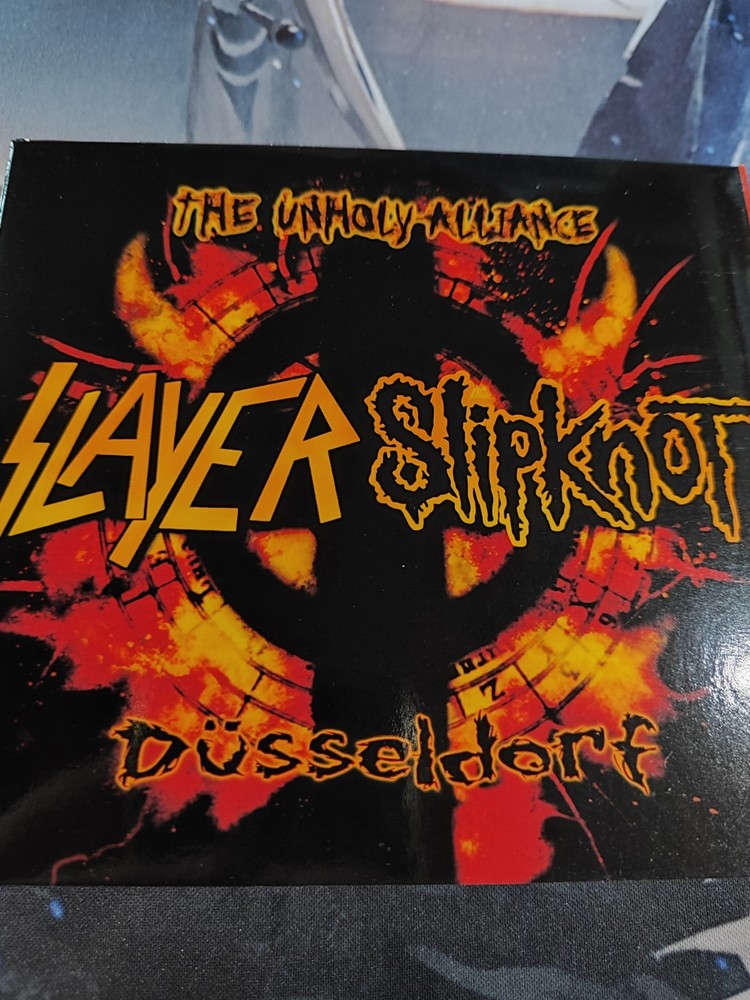 THE UNHOLY ALLIANCE
SLAYER SlipKnoT
Düsseldorf